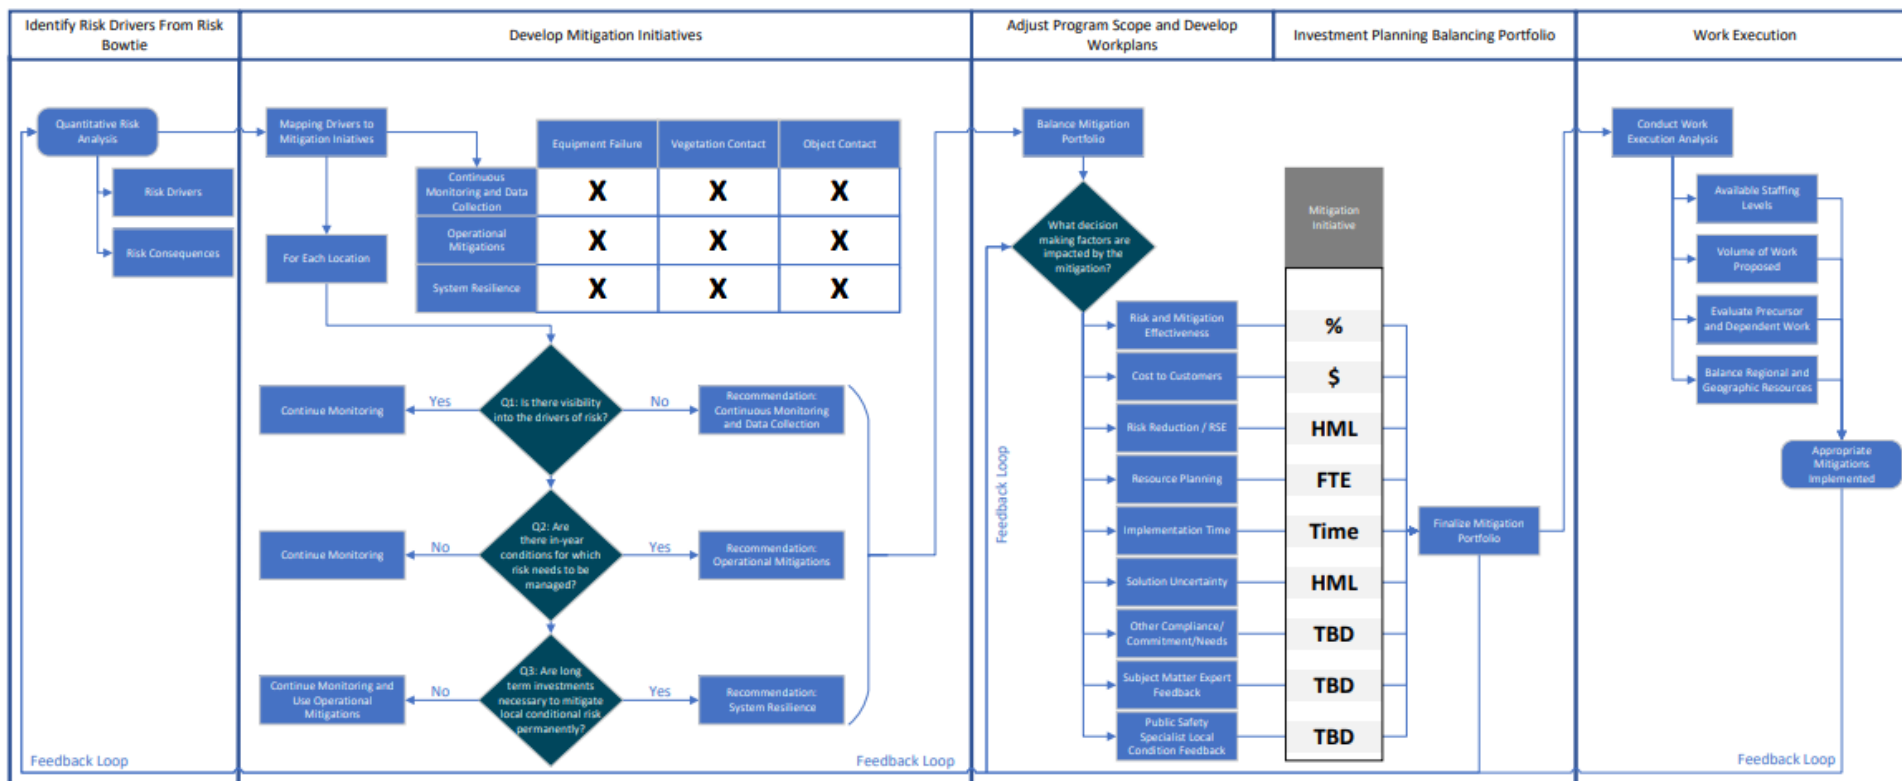 Identify Risk Drivers From Risk
Bowtie
Develop Mitigation Initiatives
Adjust Program Scope and Develop
Workplans
Investment Planning Balancing Portfolio
Work Execution
Quantitative Risk
Analysis
Risk Drivers
Risk Consequences
Mapping Drivers to
Mitigation Iniatives
For Each Location
Equipment Failure
Vegetation Contact
Object Contact
Continuous
Monitoring and Data
Collection
X
X
X
Operational
Mitigations
X
X
X
System Resilience
X
X
X
Q1: Is there visibility
into the drivers of risk?
Yes
Continue Monitoring
No
Recommendation:
Continuous Monitoring
and Data Collection
Q2: Are
there in-year
conditions for which
risk needs to be
managed?
No
Continue Monitoring
Yes
Recommendation:
Operational Mitigations
Q3: Are long
term investments
necessary to mitigate
local conditional risk
permanently?
No
Continue Monitoring and
Use Operational
Mitigations
Yes
Recommendation:
System Resilience
Feedback Loop
Feedback Loop
Balance Mitigation
Portfolio
What decision
making factors are
impacted by the
mitigation?
Feedback Loop
Mitigation
Initiative
Risk and Mitigation
Effectiveness
%
Cost to Customers
$
Risk Reduction / RSE
HML
Resource Planning
FTE
Implementation Time
Time
Solution Uncertainty
HML
Other Compliance/
Commitment/Needs
TBD
Subject Matter Expert
Feedback
TBD
Public Safety
Specialist Local
Condition Feedback
TBD
Finalize Mitigation
Portfolio
Conduct Work
Execution Analysis
Available Staffing
Levels
Volume of Work
Proposed
Evaluate Precursor
and Dependent Work
Balance Regional and
Geographic Resources
Appropriate
Mitigations
Implemented
Feedback Loop